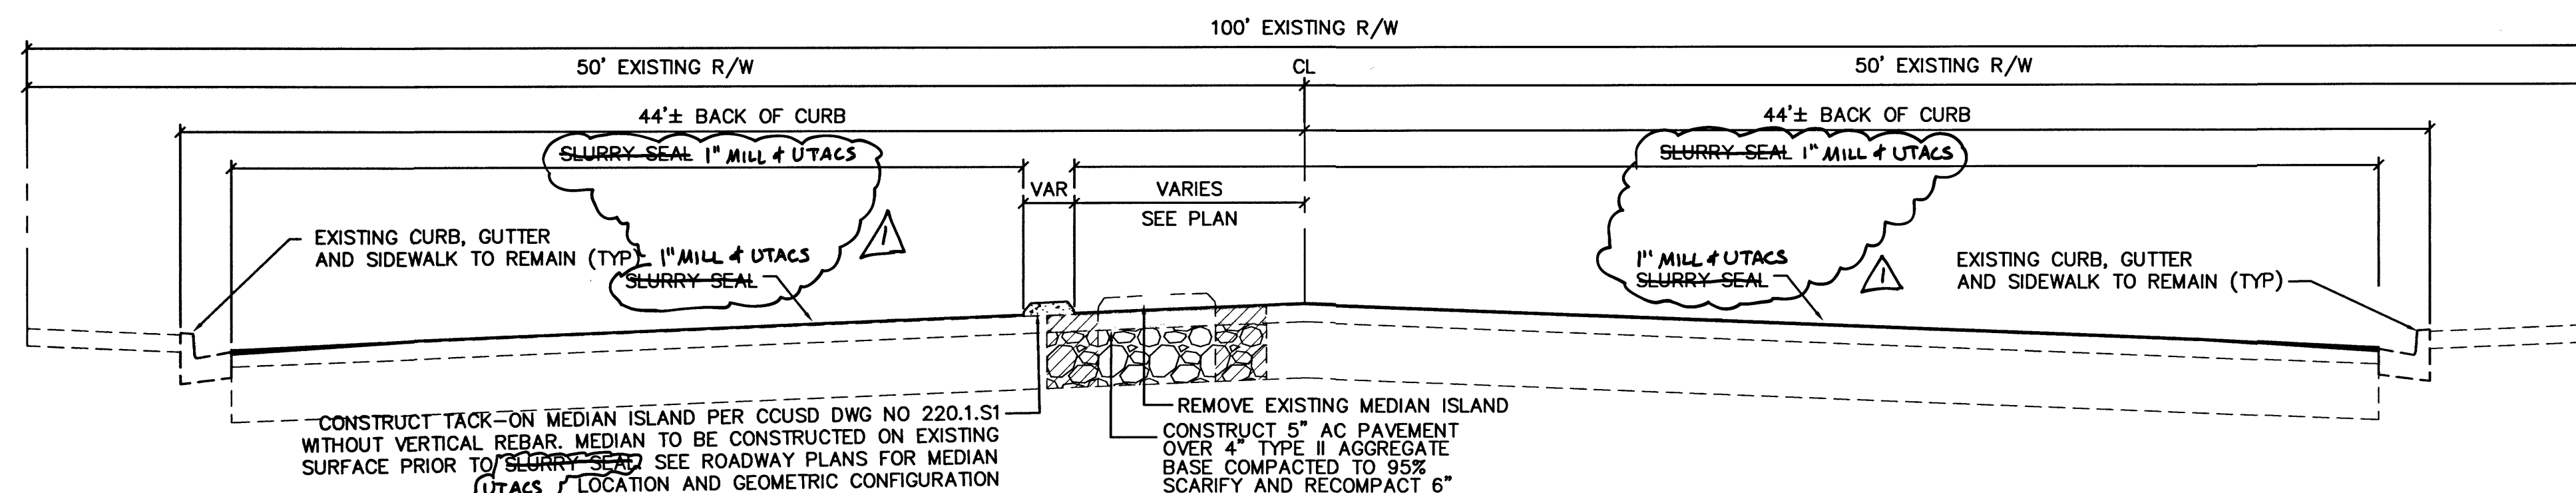 100' EXISTING R/W
50' EXISTING R/W
CL
50' EXISTING R/W
44'± BACK OF CURB
44'± BACK OF CURB
SLURRY SEAL 1" MILL & UTACS
SLURRY SEAL 1" MILL & UTACS
VAR
VARIES
SEE PLAN
EXISTING CURB, GUTTER
AND SIDEWALK TO REMAIN (TYP)
1" MILL & UTACS
SLURRY SEAL
1
1" MILL & UTACS
SLURRY SEAL
1
EXISTING CURB, GUTTER
AND SIDEWALK TO REMAIN (TYP)
CONSTRUCT TACK-ON MEDIAN ISLAND PER CCUSD DWG NO 220.1.S1
WITHOUT VERTICAL REBAR. MEDIAN TO BE CONSTRUCTED ON EXISTING
SURFACE PRIOR TO SLURRY SEAL. SEE ROADWAY PLANS FOR MEDIAN
UTACS LOCATION AND GEOMETRIC CONFIGURATION
REMOVE EXISTING MEDIAN ISLAND
CONSTRUCT 5" AC PAVEMENT
OVER 4" TYPE II AGGREGATE
BASE COMPACTED TO 95%
SCARIFY AND RECOMPACT 6"